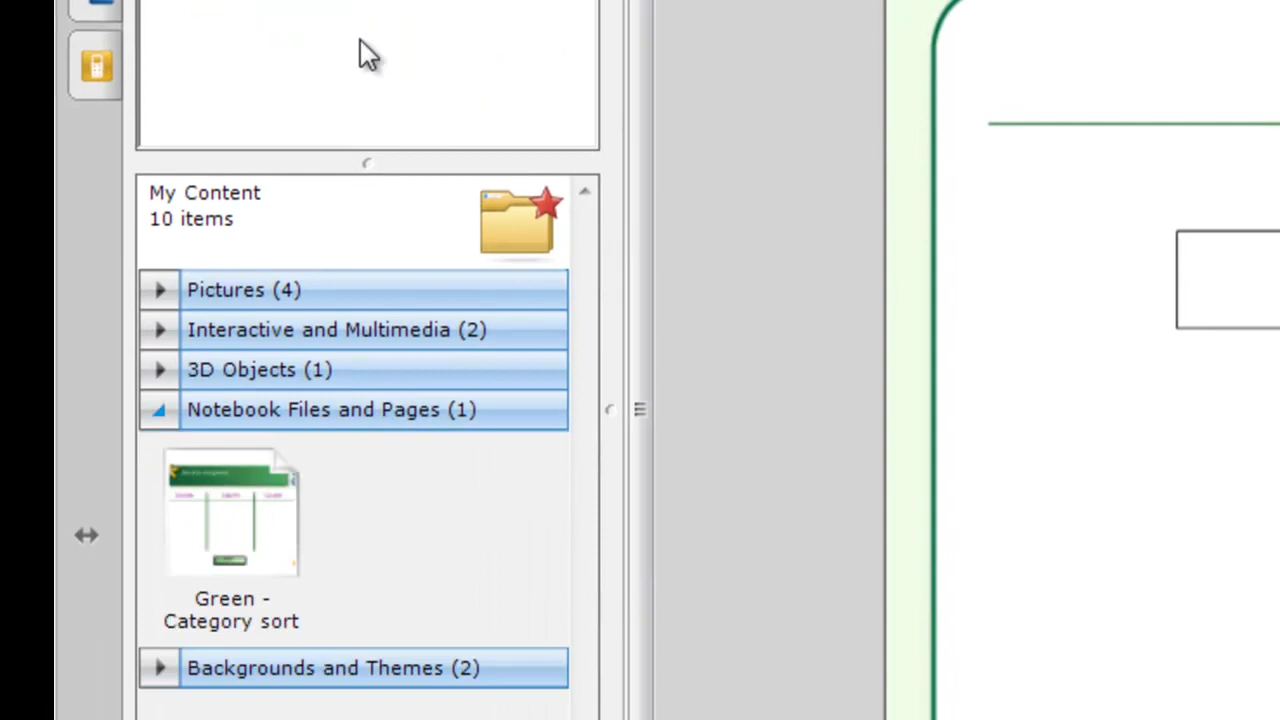 My Content
10 items
Pictures (4)
Interactive and Multimedia (2)
3D Objects (1)
Notebook Files and Pages (1)
Green -
Category sort
Backgrounds and Themes (2)